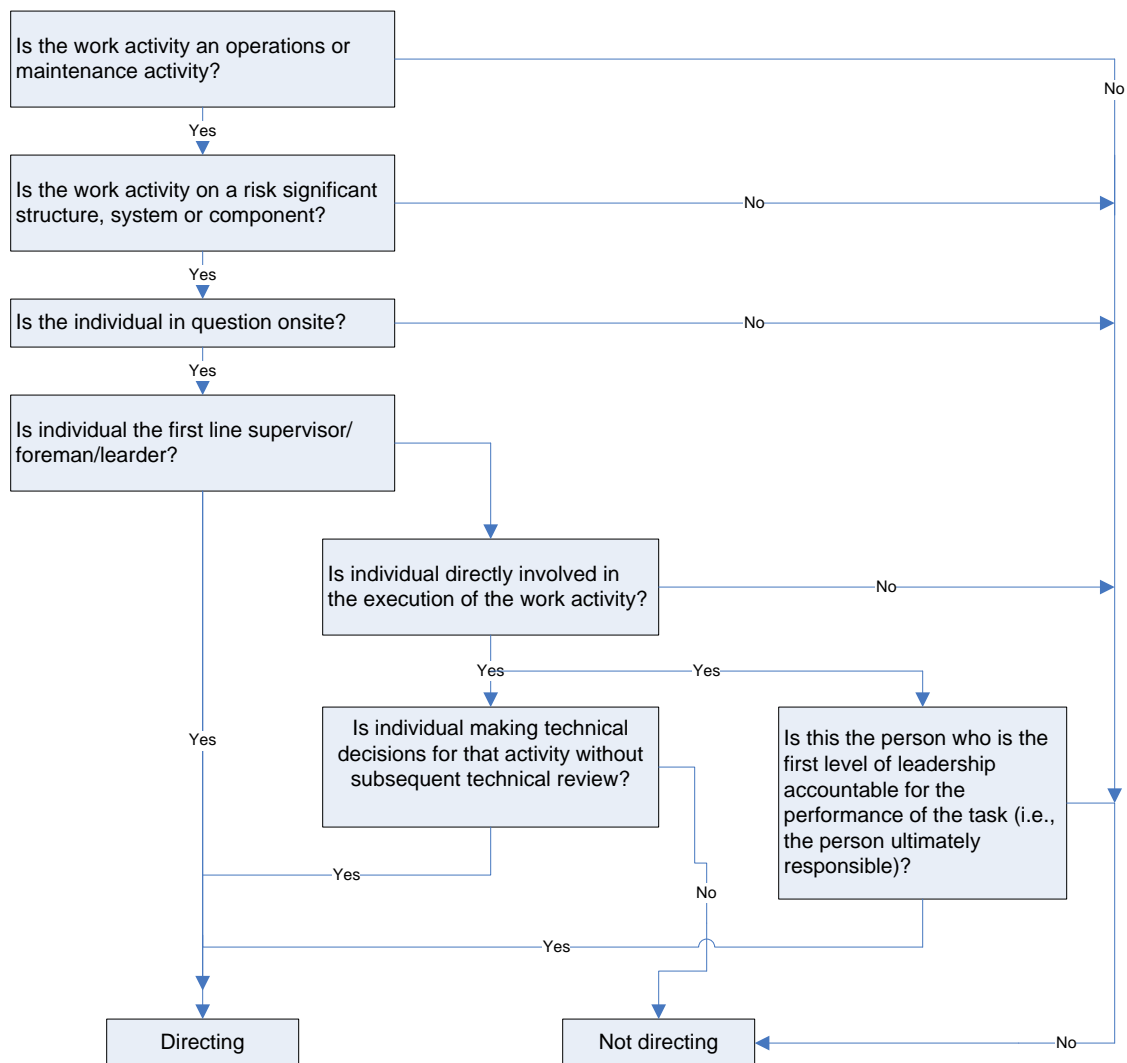 Is the work activity an operations or
maintenance activity?
No
Yes
Is the work activity on a risk significant
structure, system or component?
No
Yes
Is the individual in question onsite?
No
Yes
Is individual the first line supervisor/
foreman/learder?
Is individual directly involved in
the execution of the work activity?
No
Yes
Yes
Yes
Is individual making technical
decisions for that activity without
subsequent technical review?
Is this the person who is the
first level of leadership
accountable for the
performance of the task (i.e.,
the person ultimately
responsible)?
Yes
No
Yes
Directing
Not directing
No